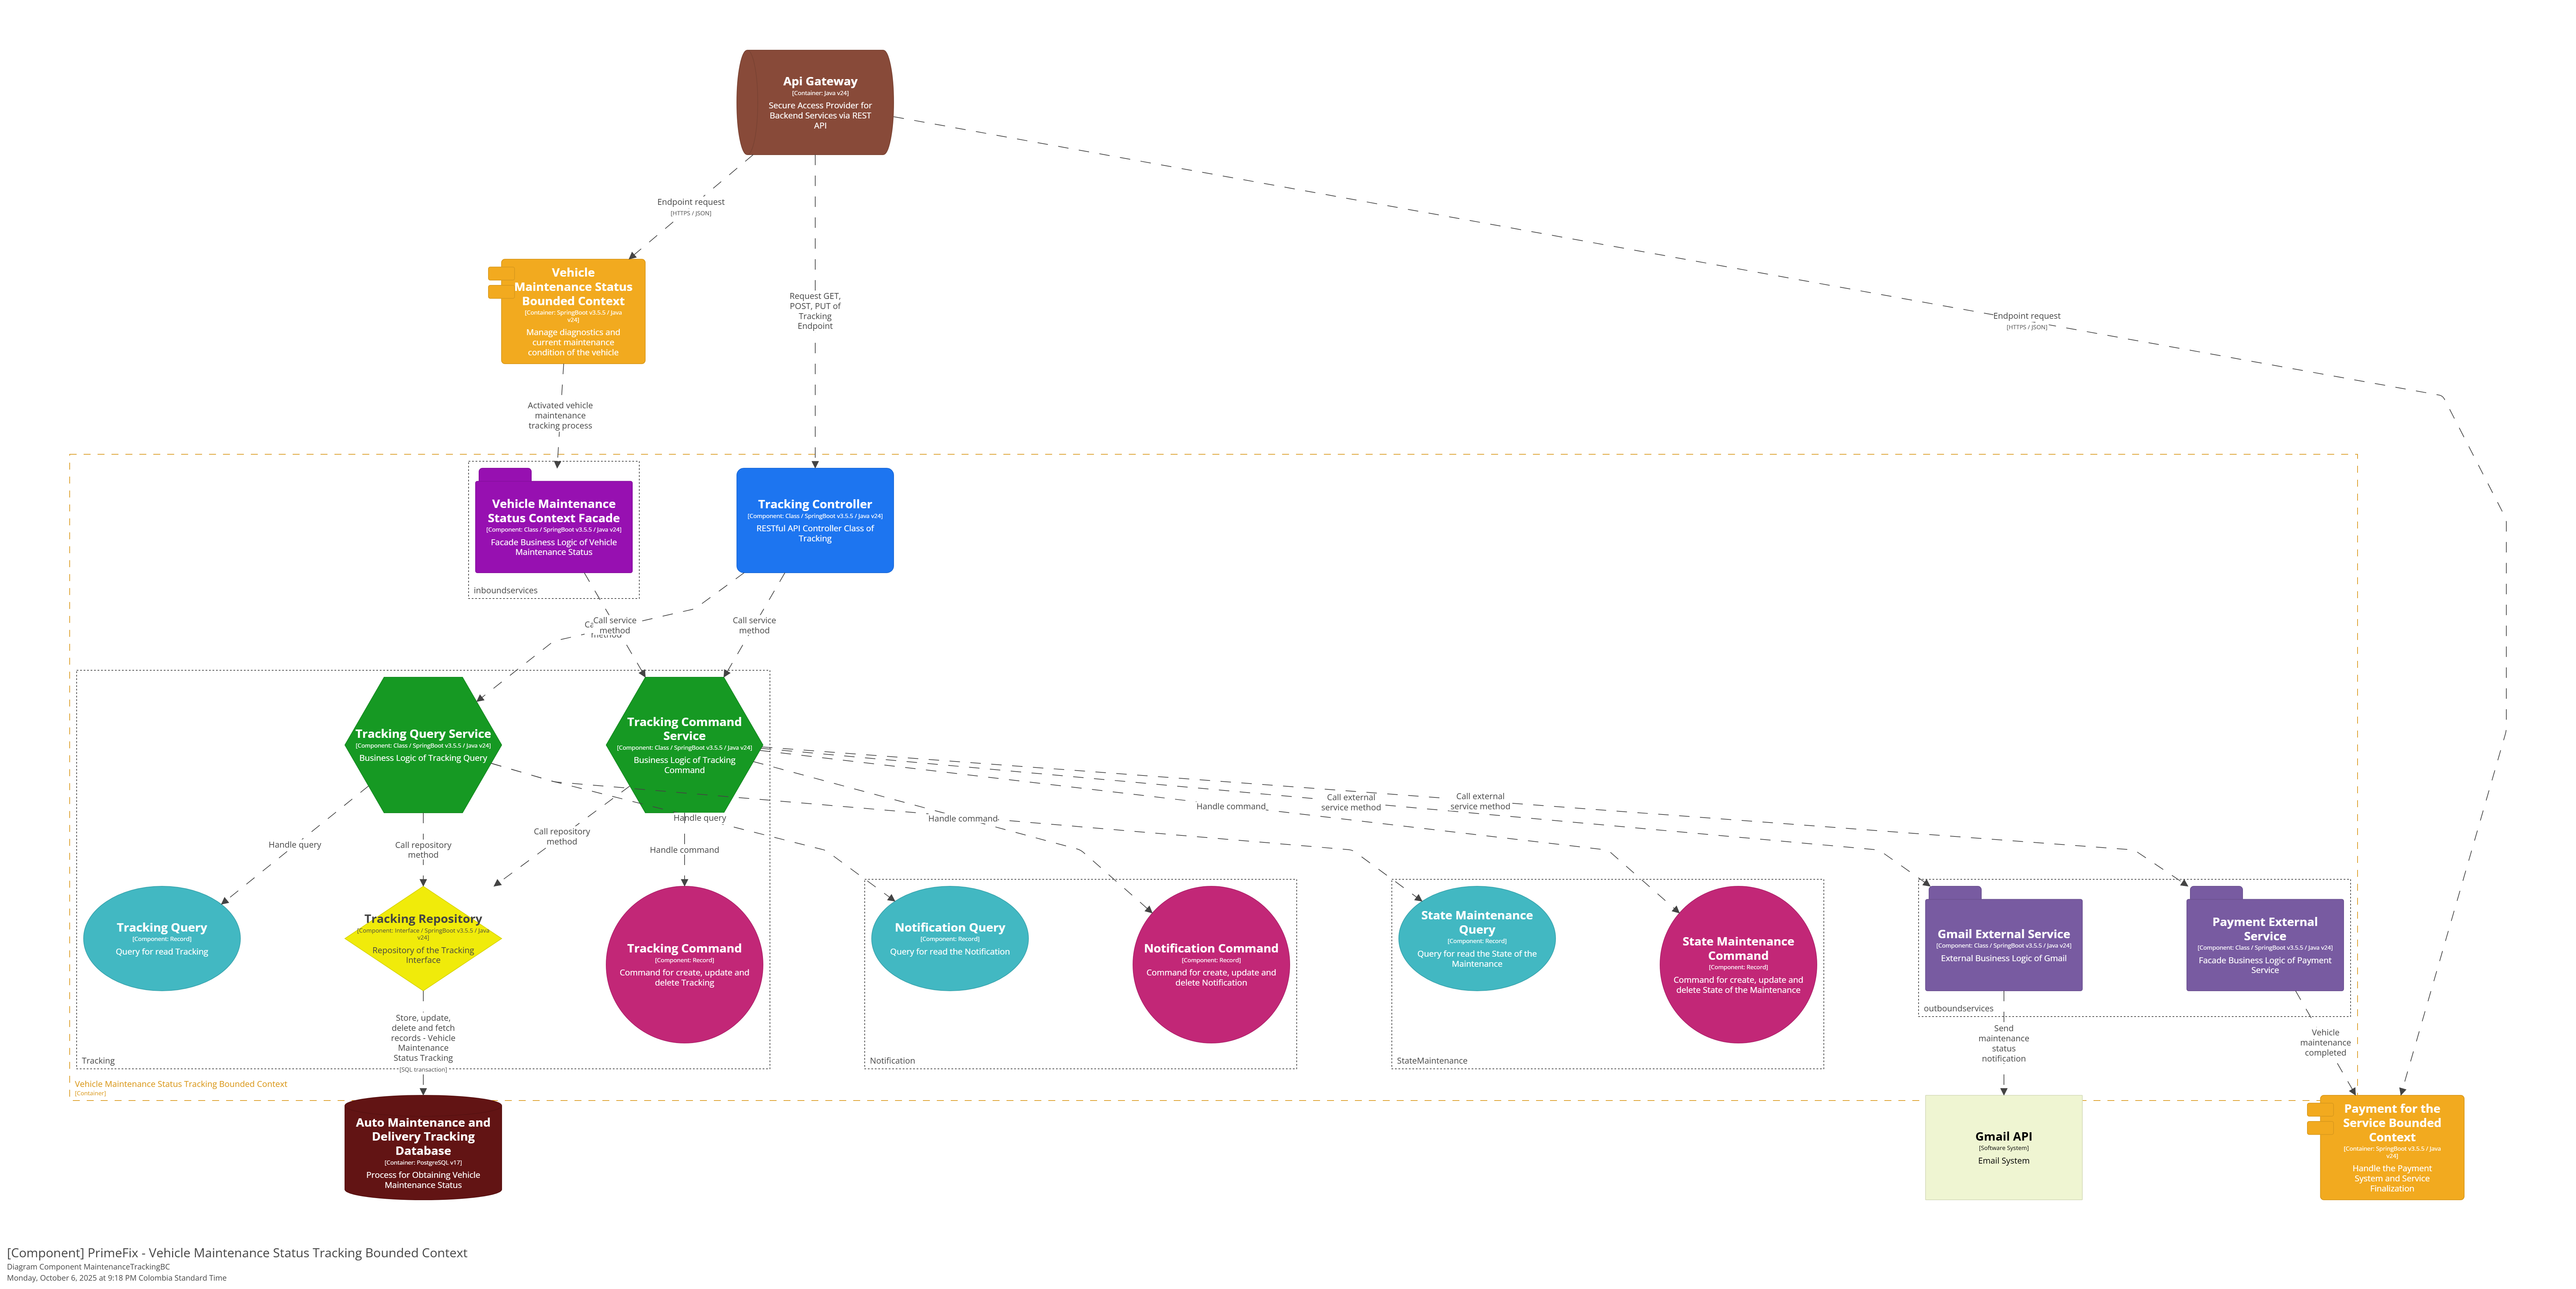 Api Gateway
[Container: Java v24]
Secure Access Provider for
Backend Services via REST
API
Endpoint request
[HTTPS / JSON]
Vehicle
Maintenance Status
Bounded Context
[Container: SpringBoot v3.5.5 / Java
v24]
Manage diagnostics and
current maintenance
condition of the vehicle
Request GET,
POST, PUT of
Tracking
Endpoint
Endpoint request
[HTTPS / JSON]
Activated vehicle
maintenance
tracking process
Vehicle Maintenance
Status Context Facade
[Component: Class / SpringBoot v3.5.5 / Java v24]
Facade Business Logic of Vehicle
Maintenance Status
inboundservices
Tracking Controller
[Component: Class / SpringBoot v3.5.5 / Java v24]
RESTful API Controller Class of
Tracking
Call service
method
Call service
method
Tracking Query Service
[Component: Class / SpringBoot v3.5.5 / Java v24]
Business Logic of Tracking Query
Tracking Command
Service
[Component: Class / SpringBoot v3.5.5 / Java v24]
Business Logic of Tracking
Command
Handle query
Call repository
method
Call repository
method
Handle command
Handle query
Handle command
Handle command
Call external
service method
Call external
service method
Tracking Query
[Component: Record]
Query for read Tracking
Tracking Repository
[Component: Interface / SpringBoot v3.5.5 / Java
v24]
Repository of the Tracking
Interface
Tracking Command
[Component: Record]
Command for create, update and
delete Tracking
Notification Query
[Component: Record]
Query for read the Notification
Notification Command
[Component: Record]
Command for create, update and
delete Notification
State Maintenance
Query
[Component: Record]
Query for read the State of the
Maintenance
State Maintenance
Command
[Component: Record]
Command for create, update and
delete State of the Maintenance
Gmail External Service
[Component: Class / SpringBoot v3.5.5 / Java v24]
External Business Logic of Gmail
Payment External
Service
[Component: Class / SpringBoot v3.5.5 / Java v24]
Facade Business Logic of Payment
Service
outboundservices
Store, update,
delete and fetch
records - Vehicle
Maintenance
Status Tracking
[SQL transaction]
Send
maintenance
status
notification
Vehicle
maintenance
completed
Tracking
Notification
StateMaintenance
Vehicle Maintenance Status Tracking Bounded Context
[Container]
Auto Maintenance and
Delivery Tracking
Database
[Container: PostgreSQL v17]
Process for Obtaining Vehicle
Maintenance Status
Gmail API
[Software System]
Email System
Payment for the
Service Bounded
Context
[Container: SpringBoot v3.5.5 / Java
v24]
Handle the Payment
System and Service
Finalization
[Component] PrimeFix - Vehicle Maintenance Status Tracking Bounded Context
Diagram Component MaintenanceTrackingBC
Monday, October 6, 2025 at 9:18 PM Colombia Standard Time